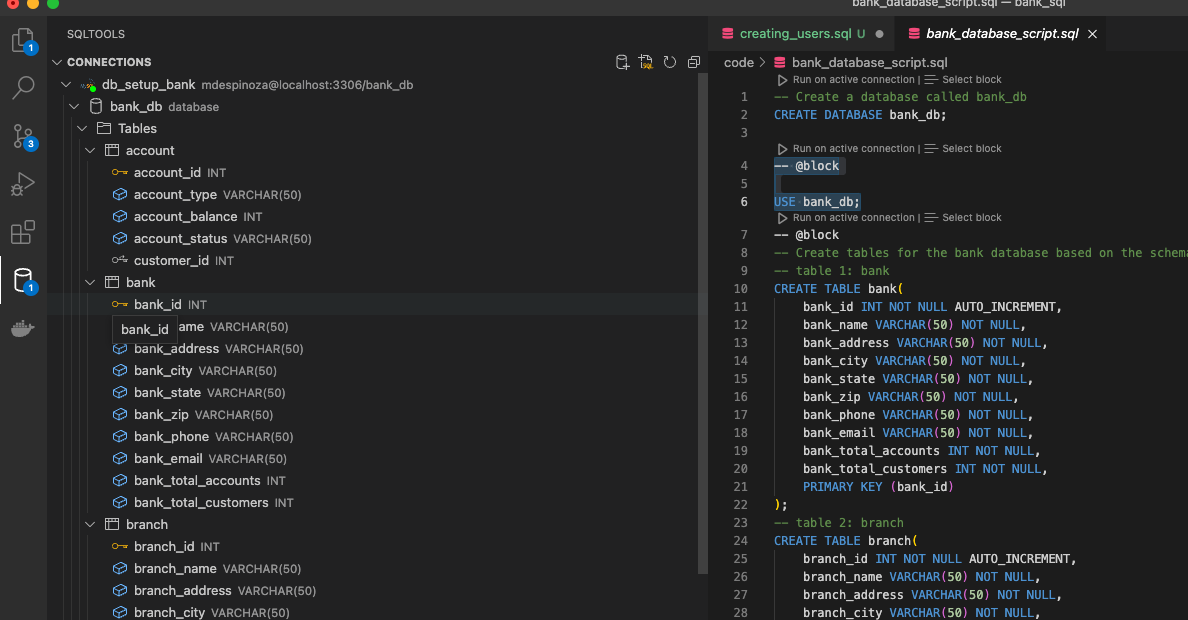 bank_database_script.sql — bank_sql
SQLTOOLS
CONNECTIONS
db_setup_bank mdespinoza@localhost:3306/bank_db
bank_db database
Tables
account
account_id INT
account_type VARCHAR(50)
account_balance INT
account_status VARCHAR(50)
customer_id INT
bank
bank_id INT
bank_id
ame VARCHAR(50)
bank_address VARCHAR(50)
bank_city VARCHAR(50)
bank_state VARCHAR(50)
bank_zip VARCHAR(50)
bank_phone VARCHAR(50)
bank_email VARCHAR(50)
bank_total_accounts INT
bank_total_customers INT
branch
branch_id INT
branch_name VARCHAR(50)
branch_address VARCHAR(50)
branch_city VARCHAR(50)
1
3
1
SQL
creating_users.sql U
bank_database_script.sql
code > bank_database_script.sql
Run on active connection | Select block
1 -- Create a database called bank_db
2 CREATE DATABASE bank_db;
3
Run on active connection | Select block
4 -- @block
5
6 USE bank_db;
Run on active connection | Select block
7 -- @block
8 -- Create tables for the bank database based on the schema
9 -- table 1: bank
10 CREATE TABLE bank(
11 bank_id INT NOT NULL AUTO_INCREMENT,
12 bank_name VARCHAR(50) NOT NULL,
13 bank_address VARCHAR(50) NOT NULL,
14 bank_city VARCHAR(50) NOT NULL,
15 bank_state VARCHAR(50) NOT NULL,
16 bank_zip VARCHAR(50) NOT NULL,
17 bank_phone VARCHAR(50) NOT NULL,
18 bank_email VARCHAR(50) NOT NULL,
19 bank_total_accounts INT NOT NULL,
20 bank_total_customers INT NOT NULL,
21 PRIMARY KEY (bank_id)
22 );
23 -- table 2: branch
24 CREATE TABLE branch(
25 branch_id INT NOT NULL AUTO_INCREMENT,
26 branch_name VARCHAR(50) NOT NULL,
27 branch_address VARCHAR(50) NOT NULL,
28 branch_city VARCHAR(50) NOT NULL,